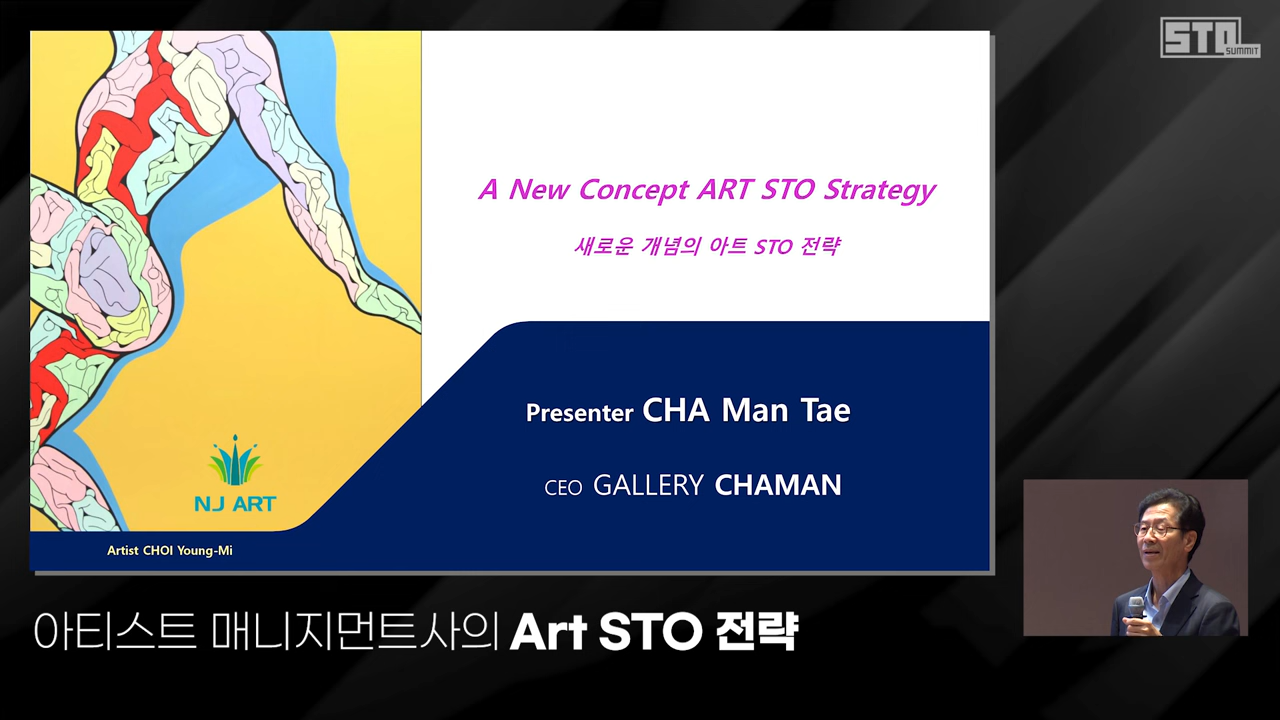 STO
SUMMIT
A New Concept ART STO Strategy
새로운 개념의 아트 STO 전략
Presenter CHA Man Tae
CEO GALLERY CHAMAN
NJ ART
Artist CHOI Young-Mi
아티스트 매니지먼트사의 Art STO 전략